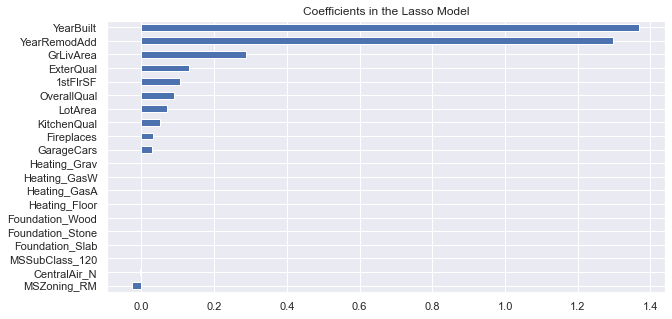 Coefficients in the Lasso Model
YearBuilt
YearRemodAdd
GrLivArea
ExterQual
1stFlrSF
OverallQual
LotArea
KitchenQual
Fireplaces
GarageCars
Heating_Grav
Heating_GasW
Heating_GasA
Heating_Floor
Foundation_Wood
Foundation_Stone
Foundation_Slab
MSSubClass_120
CentralAir_N
MSZoning_RM
0.0 0.2 0.4 0.6 0.8 1.0 1.2 1.4